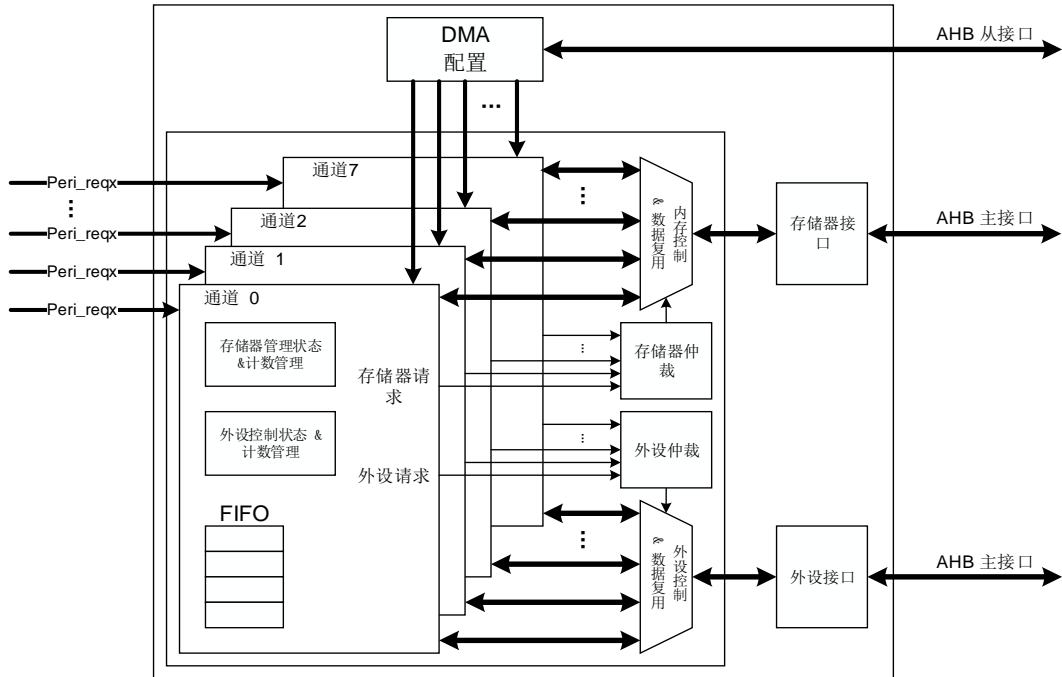 DMA
配置
AHB 从接口
...
通道7
Peri_reqx
...
...
通道2
Peri_reqx
内存控制
& 数据复用
存储器接
口
AHB 主接口
通道 1
Peri_reqx
通道 0
Peri_reqx
存储器管理状态
&计数管理
存储器请
求
...
存储器仲
裁
外设控制状态 &
计数管理
外设请求
...
外设仲裁
FIFO
...
外设控制
& 数据复用
外设接口
AHB 主接口